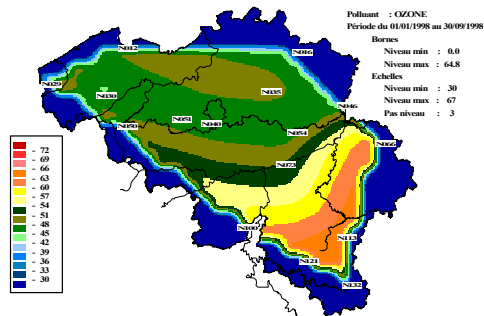 Polluant : OZONE
Période du 01/01/1998 au 30/09/1998
Bornes
Niveau min : 0.0
Niveau max : 64.8
Echelles
Niveau min : 30
Niveau max : 67
Pas niveau : 3
N012
N016
N029
N030
N035
N046
N050
N051
N040
N054
N066
N073
N100
N113
N121
N132
- 72
- 69
- 66
- 63
- 60
- 57
- 54
- 51
- 48
- 45
- 42
- 39
- 36
- 33
- 30